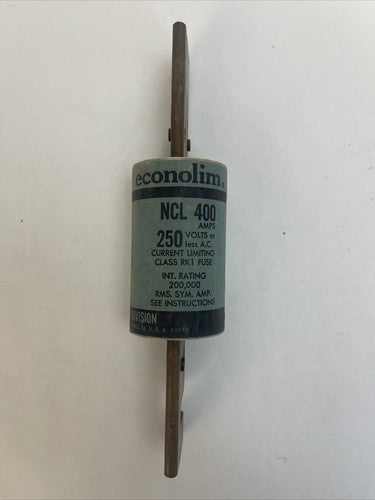 econolim.
NCL 400
AMPS
250 VOLTS or
less A.C.
CURRENT LIMITING
CLASS RK1 FUSE
INT. RATING
200,000
RMS, SYM. AMP.
SEE INSTRUCTIONS
DIVISION
U. S. A.